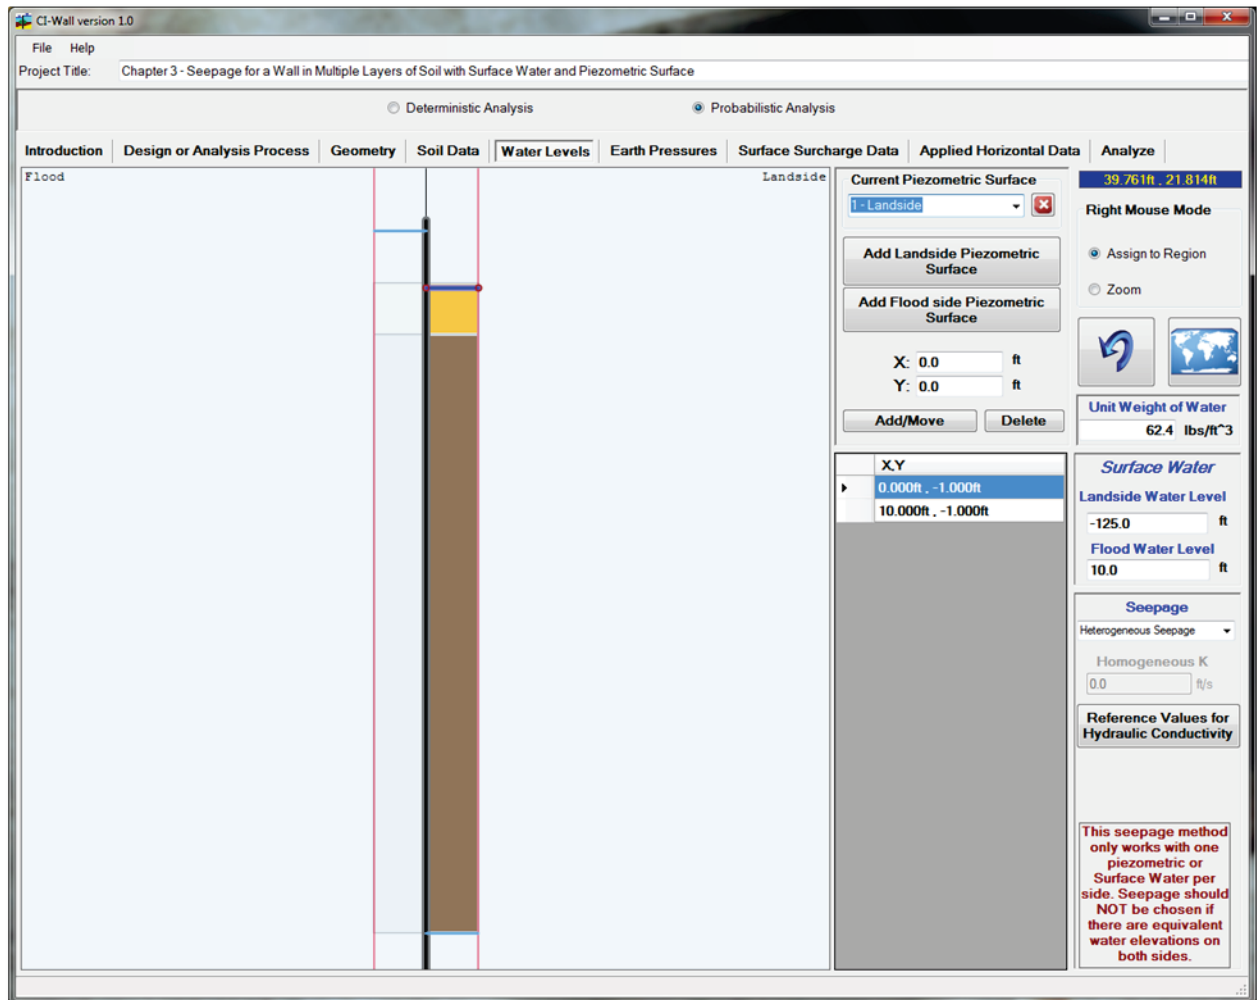 CI-Wall version 1.0
File Help
Project Title: Chapter 3 - Seepage for a Wall in Multiple Layers of Soil with Surface Water and Piezometric Surface
Deterministic Analysis Probabilistic Analysis
Introduction Design or Analysis Process Geometry Soil Data Water Levels Earth Pressures Surface Surcharge Data Applied Horizontal Data Analyze
Flood Landside
Current Piezometric Surface
1 - Landside
Add Landside Piezometric
Surface
Add Flood side Piezometric
Surface
X: 0.0 ft
Y: 0.0 ft
Add/Move Delete
X,Y
0.000ft , -1.000ft
10.000ft , -1.000ft
39.761ft , 21.814ft
Right Mouse Mode
Assign to Region
Zoom
Unit Weight of Water
62.4 lbs/ft^3
Surface Water
Landside Water Level
-125.0 ft
Flood Water Level
10.0 ft
Seepage
Heterogeneous Seepage
Homogeneous K
0.0 ft/s
Reference Values for
Hydraulic Conductivity
This seepage method
only works with one
piezometric or
Surface Water per
side. Seepage should
NOT be chosen if
there are equivalent
water elevations on
both sides.